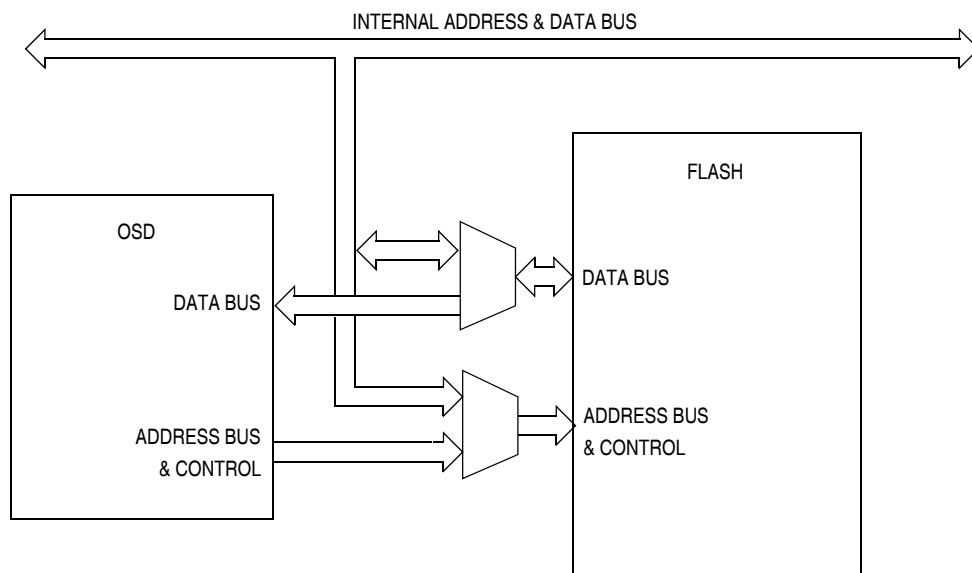 INTERNAL ADDRESS & DATA BUS
FLASH
OSD
DATA BUS
DATA BUS
ADDRESS BUS
& CONTROL
ADDRESS BUS
& CONTROL